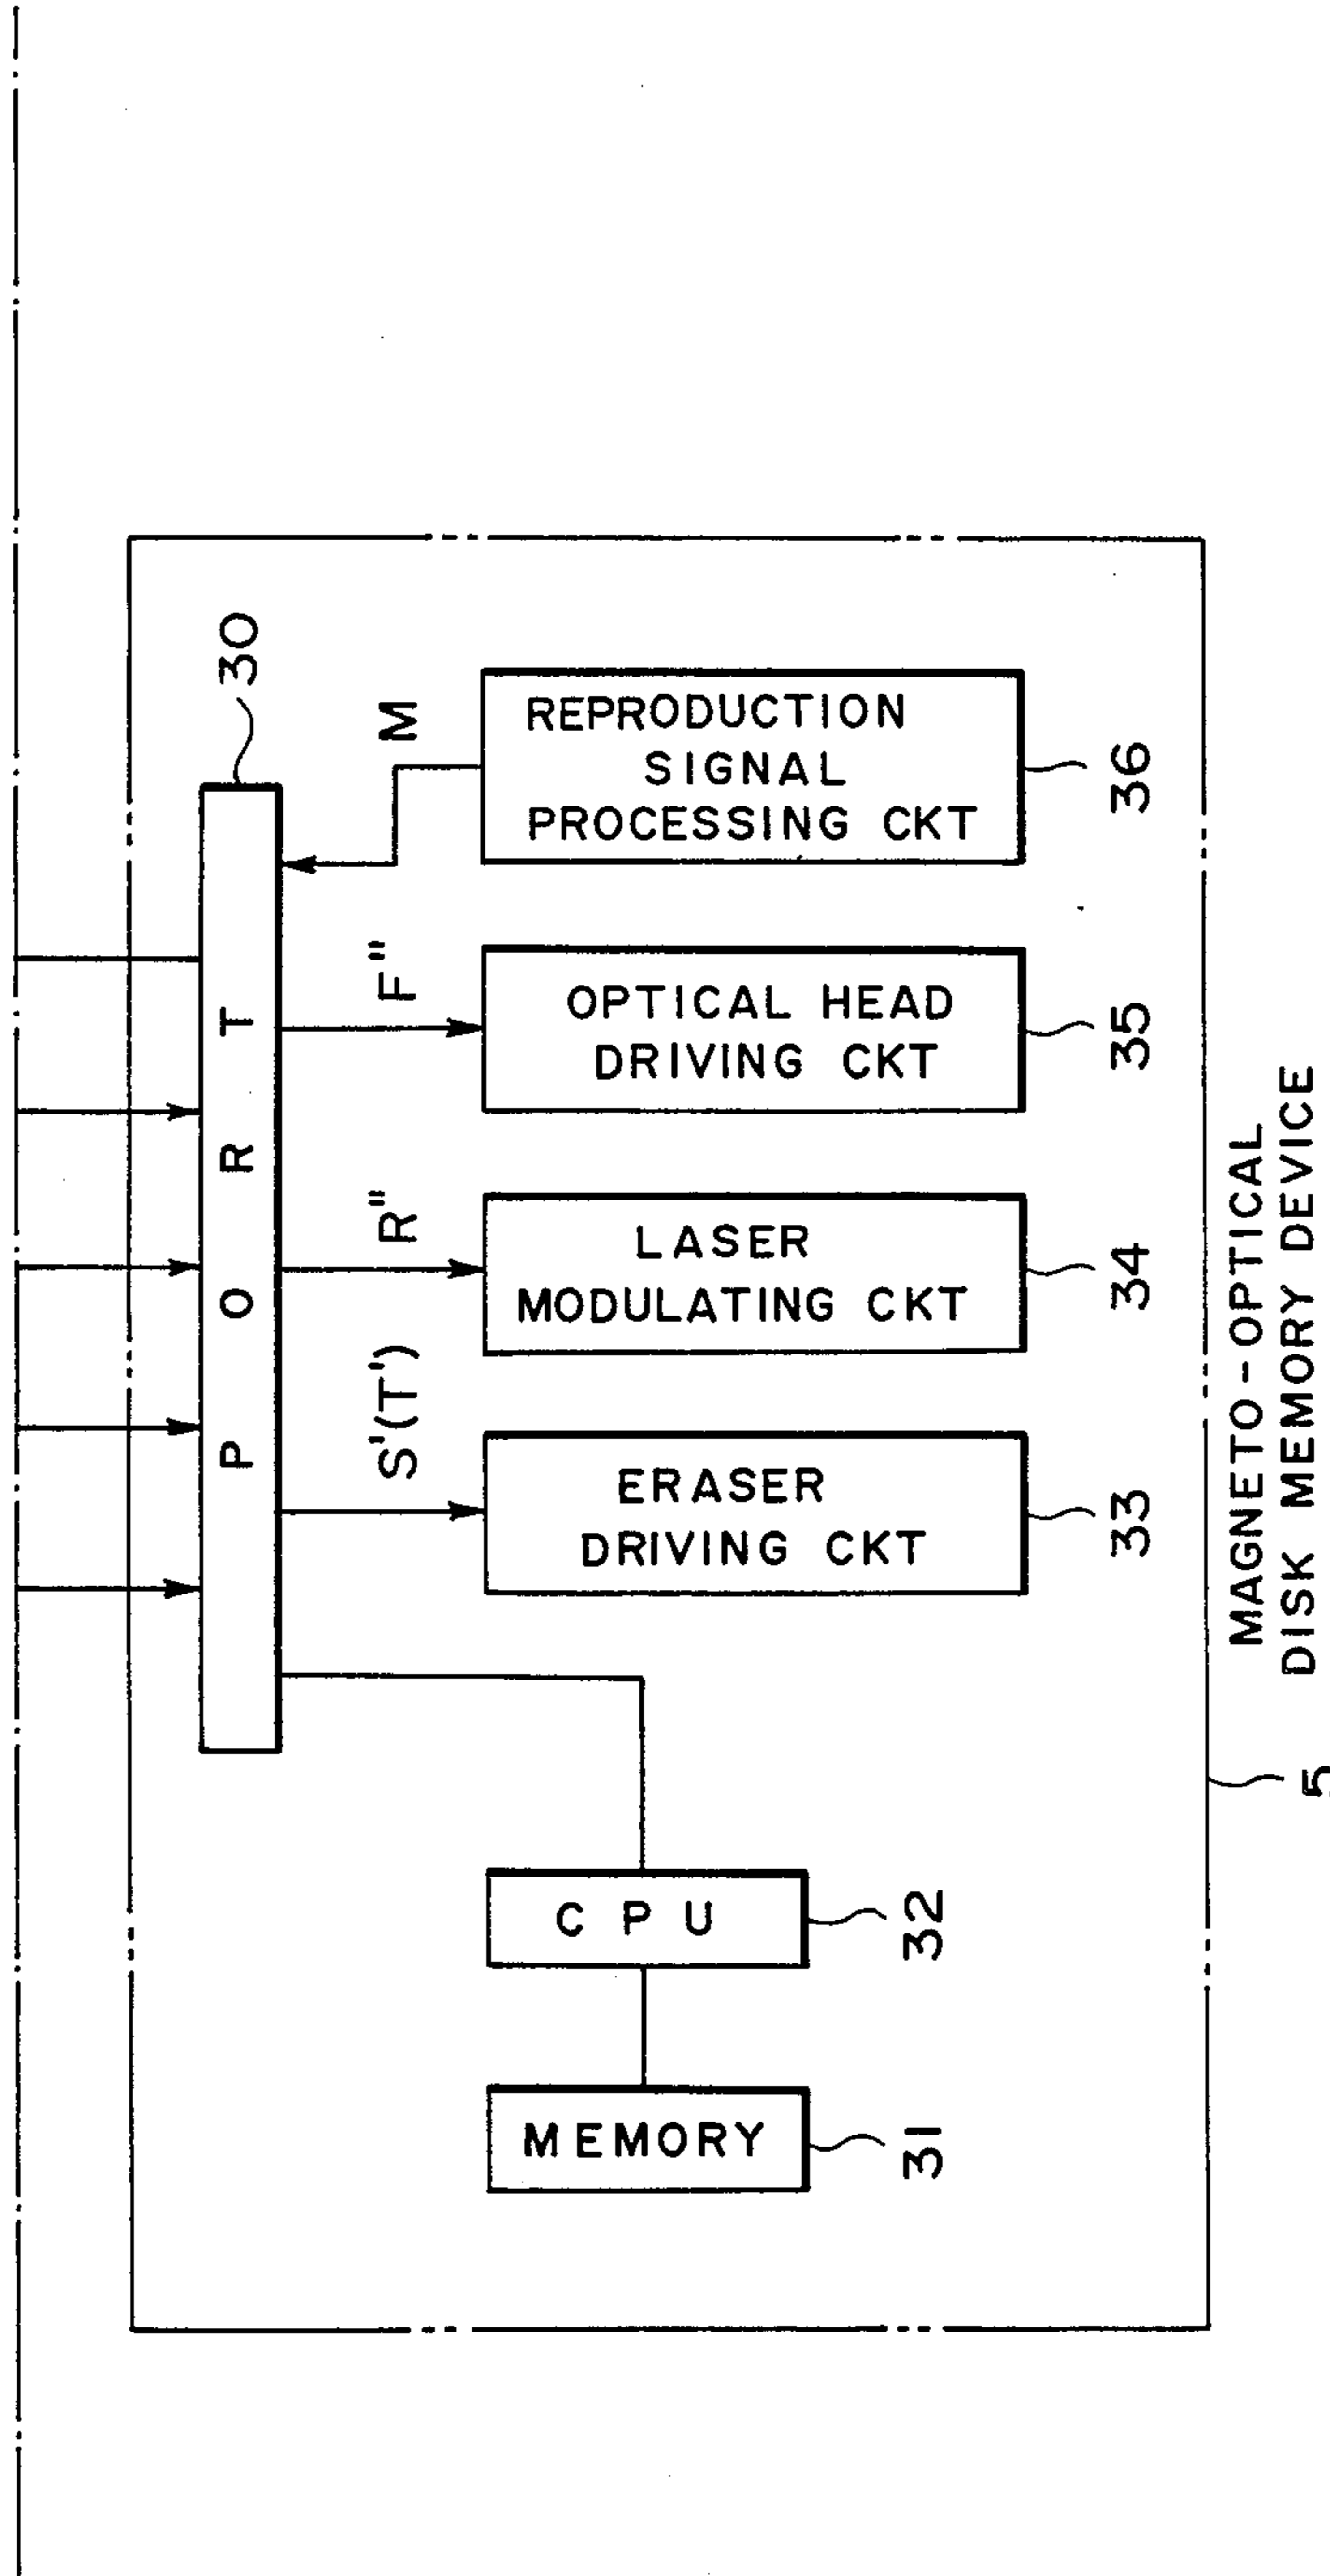 PORT
30
S'(T')
R"
F"
M
MEMORY
31
CPU
32
ERASER
DRIVING CKT
33
LASER
MODULATING CKT
34
OPTICAL HEAD
DRIVING CKT
35
REPRODUCTION
SIGNAL
PROCESSING CKT
36
5
MAGNETO-OPTICAL
DISK MEMORY DEVICE